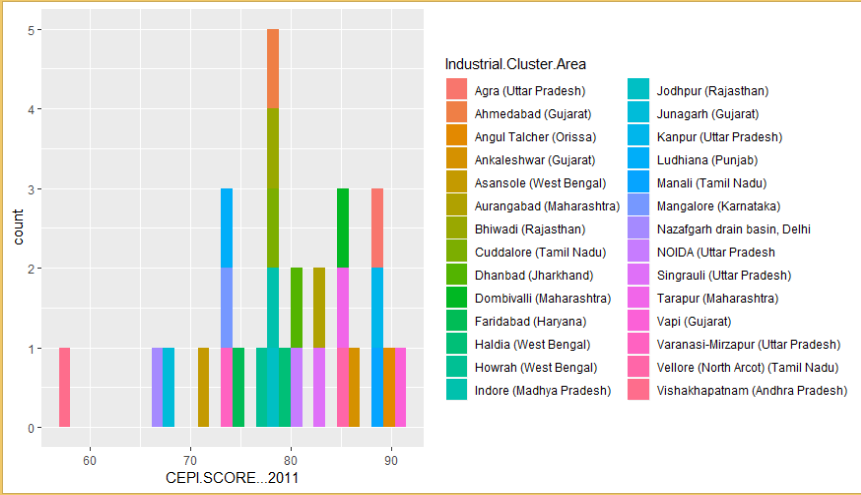 5
4
3
2
1
0
count
60
70
80
90
CEPI.SCORE...2011
Industrial.Cluster.Area
Agra (Uttar Pradesh)
Ahmedabad (Gujarat)
Angul Talcher (Orissa)
Ankaleshwar (Gujarat)
Asansole (West Bengal)
Aurangabad (Maharashtra)
Bhiwadi (Rajasthan)
Cuddalore (Tamil Nadu)
Dhanbad (Jharkhand)
Dombivalli (Maharashtra)
Faridabad (Haryana)
Haldia (West Bengal)
Howrah (West Bengal)
Indore (Madhya Pradesh)
Jodhpur (Rajasthan)
Junagarh (Gujarat)
Kanpur (Uttar Pradesh)
Ludhiana (Punjab)
Manali (Tamil Nadu)
Mangalore (Karnataka)
Nazafgarh drain basin, Delhi
NOIDA (Uttar Pradesh
Singrauli (Uttar Pradesh)
Tarapur (Maharashtra)
Vapi (Gujarat)
Varanasi-Mirzapur (Uttar Pradesh)
Vellore (North Arcot) (Tamil Nadu)
Vishakhapatnam (Andhra Pradesh)